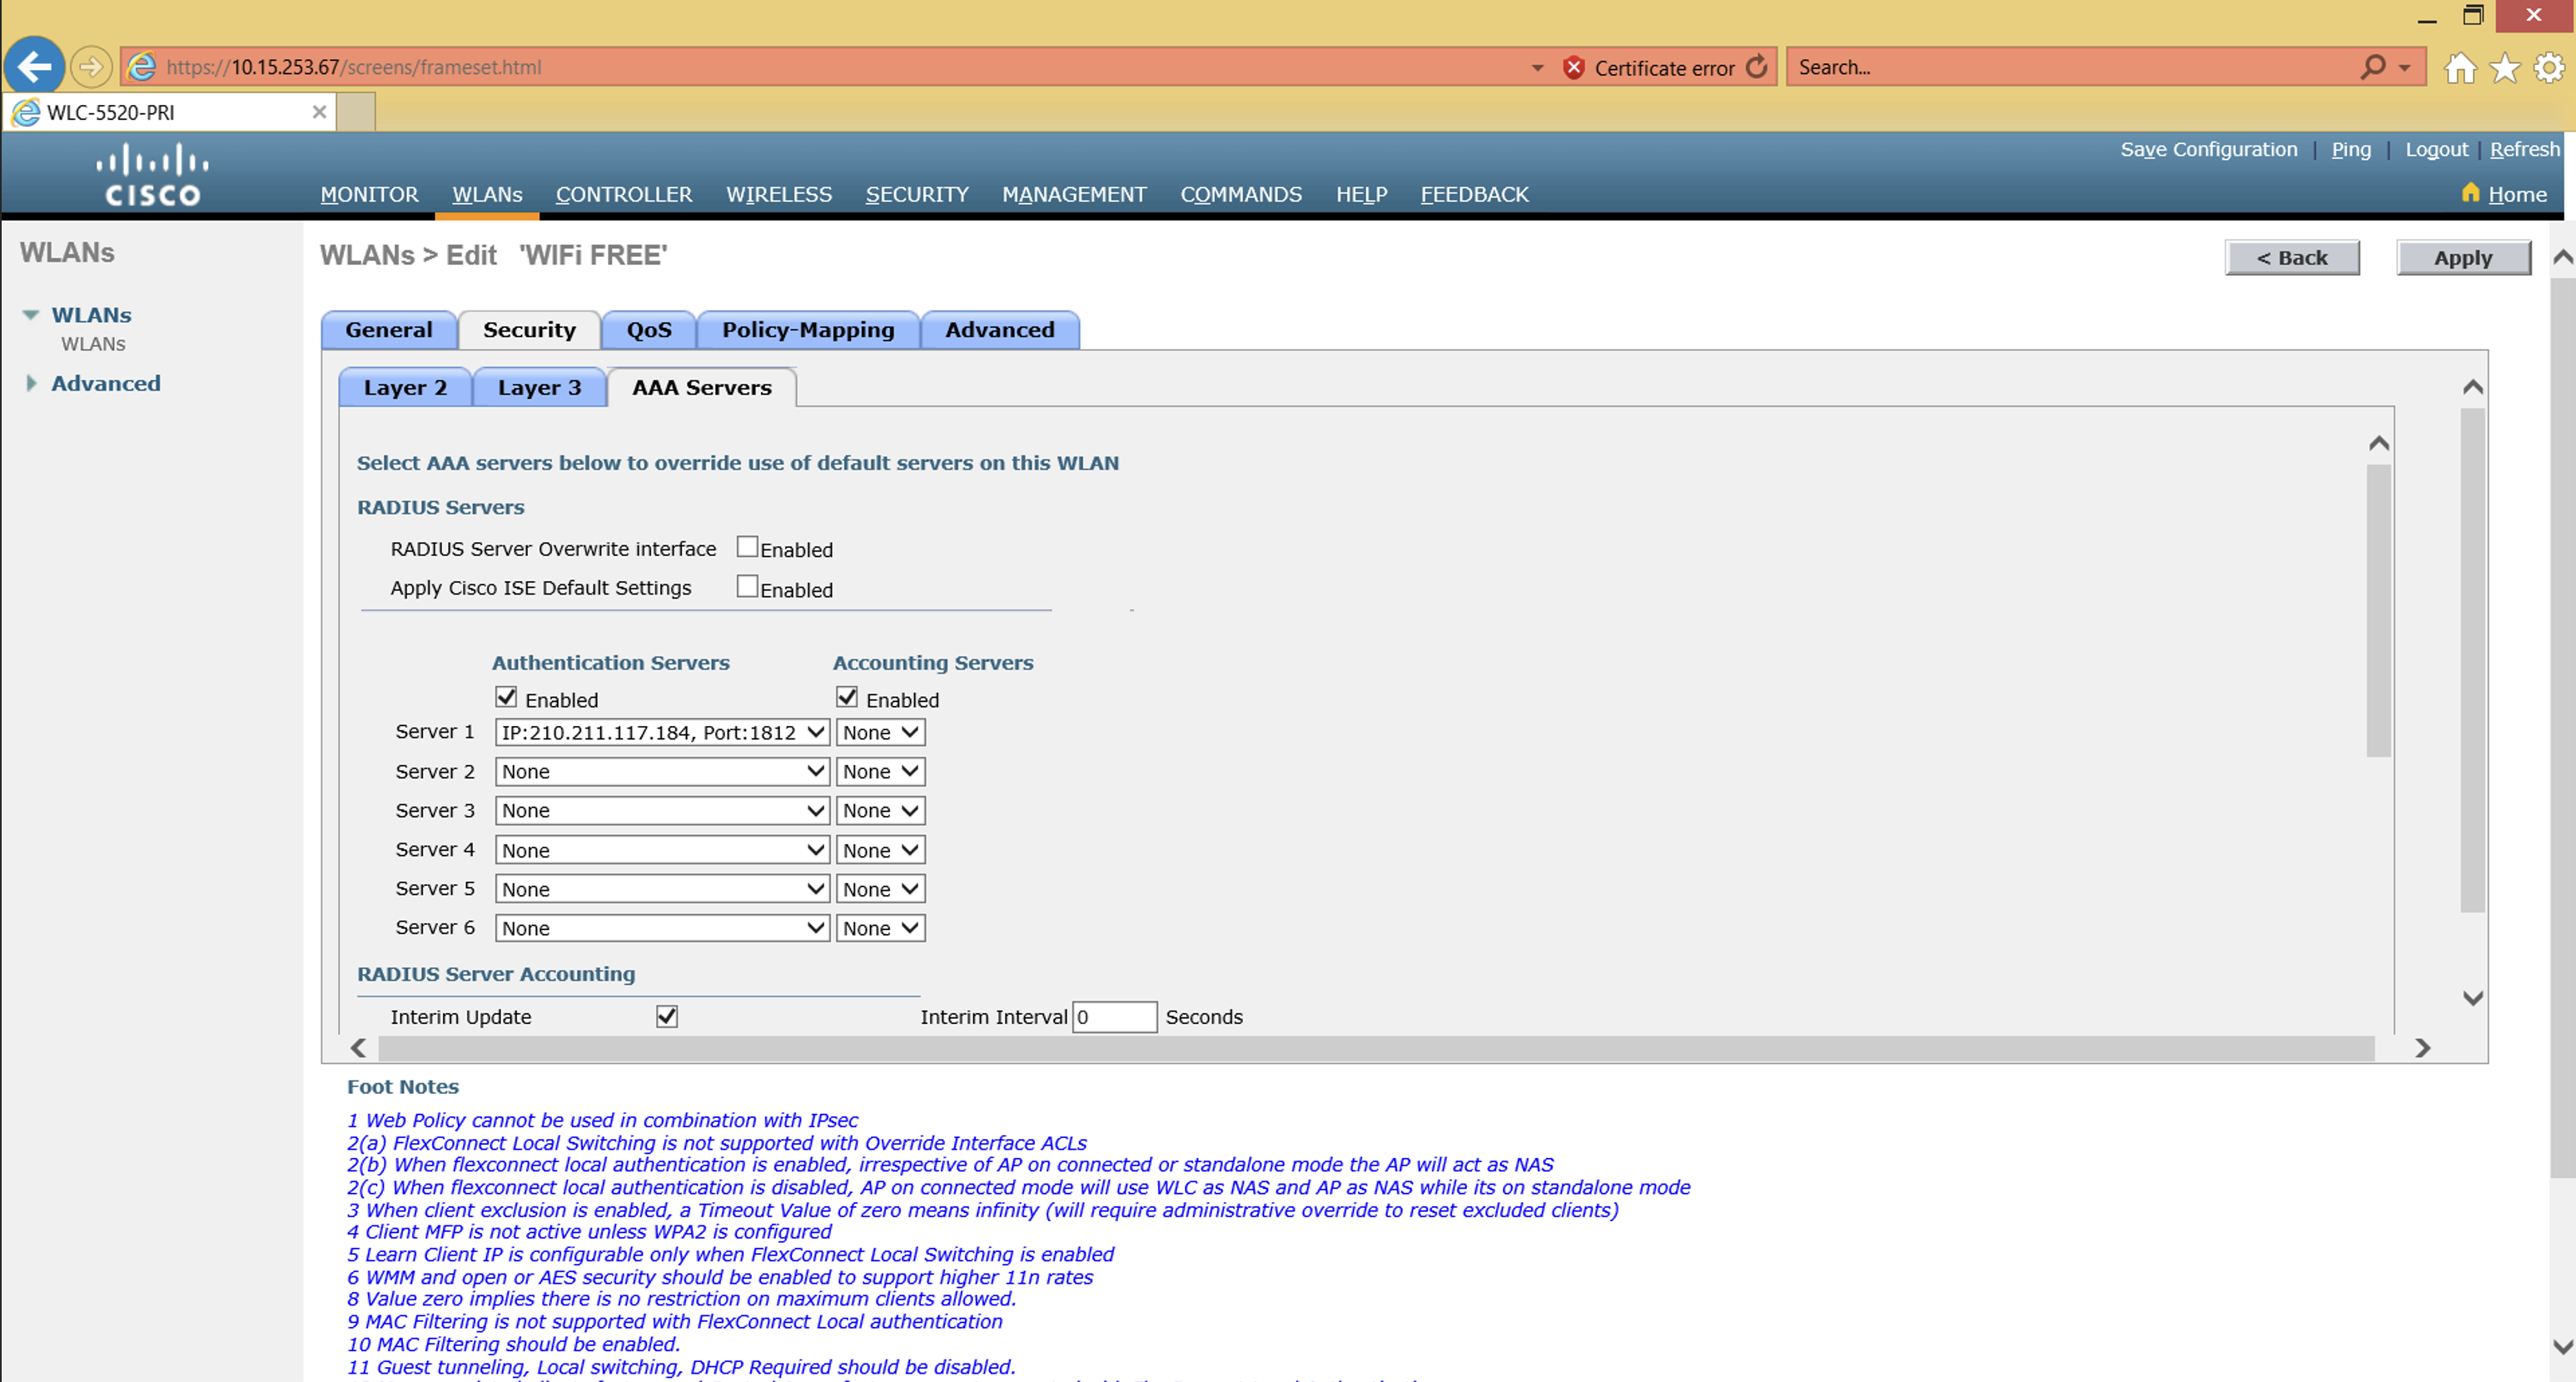 https://10.15.253.67/screens/frameset.html
Certificate error
Search...
WLC-5520-PRI
Save Configuration | Ping | Logout | Refresh
CISCO
MONITOR WLANs CONTROLLER WIRELESS SECURITY MANAGEMENT COMMANDS HELP FEEDBACK
Home
WLANs
WLANs
WLANs
Advanced
WLANs > Edit 'WIFi FREE'
< Back
Apply
General Security QoS Policy-Mapping Advanced
Layer 2 Layer 3 AAA Servers
Select AAA servers below to override use of default servers on this WLAN
RADIUS Servers
RADIUS Server Overwrite interface Enabled
Apply Cisco ISE Default Settings Enabled
Authentication Servers Accounting Servers
Enabled Enabled
Server 1 IP:210.211.117.184, Port:1812 None
Server 2 None None
Server 3 None None
Server 4 None None
Server 5 None None
Server 6 None None
RADIUS Server Accounting
Interim Update Interim Interval 0 Seconds
Foot Notes
1 Web Policy cannot be used in combination with IPsec
2(a) FlexConnect Local Switching is not supported with Override Interface ACLs
2(b) When flexconnect local authentication is enabled, irrespective of AP on connected or standalone mode the AP will act as NAS
2(c) When flexconnect local authentication is disabled, AP on connected mode will use WLC as NAS and AP as NAS while its on standalone mode
3 When client exclusion is enabled, a Timeout Value of zero means infinity (will require administrative override to reset excluded clients)
4 Client MFP is not active unless WPA2 is configured
5 Learn Client IP is configurable only when FlexConnect Local Switching is enabled
6 WMM and open or AES security should be enabled to support higher 11n rates
8 Value zero implies there is no restriction on maximum clients allowed.
9 MAC Filtering is not supported with FlexConnect Local authentication
10 MAC Filtering should be enabled.
11 Guest tunneling, Local switching, DHCP Required should be disabled.